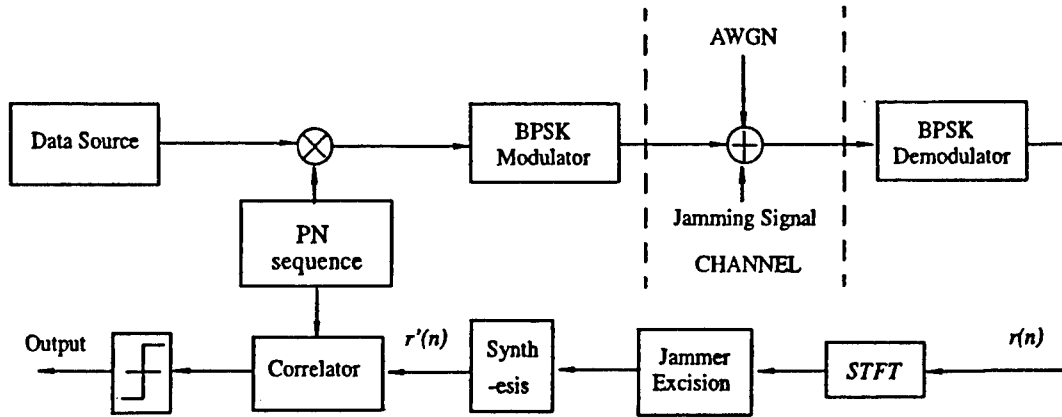 AWGN
Data Source
BPSK
Modulator
BPSK
Demodulator
PN
sequence
Jamming Signal
CHANNEL
Output
Correlator
r'(n)
Synth
-esis
Jammer
Excision
STFT
r(n)